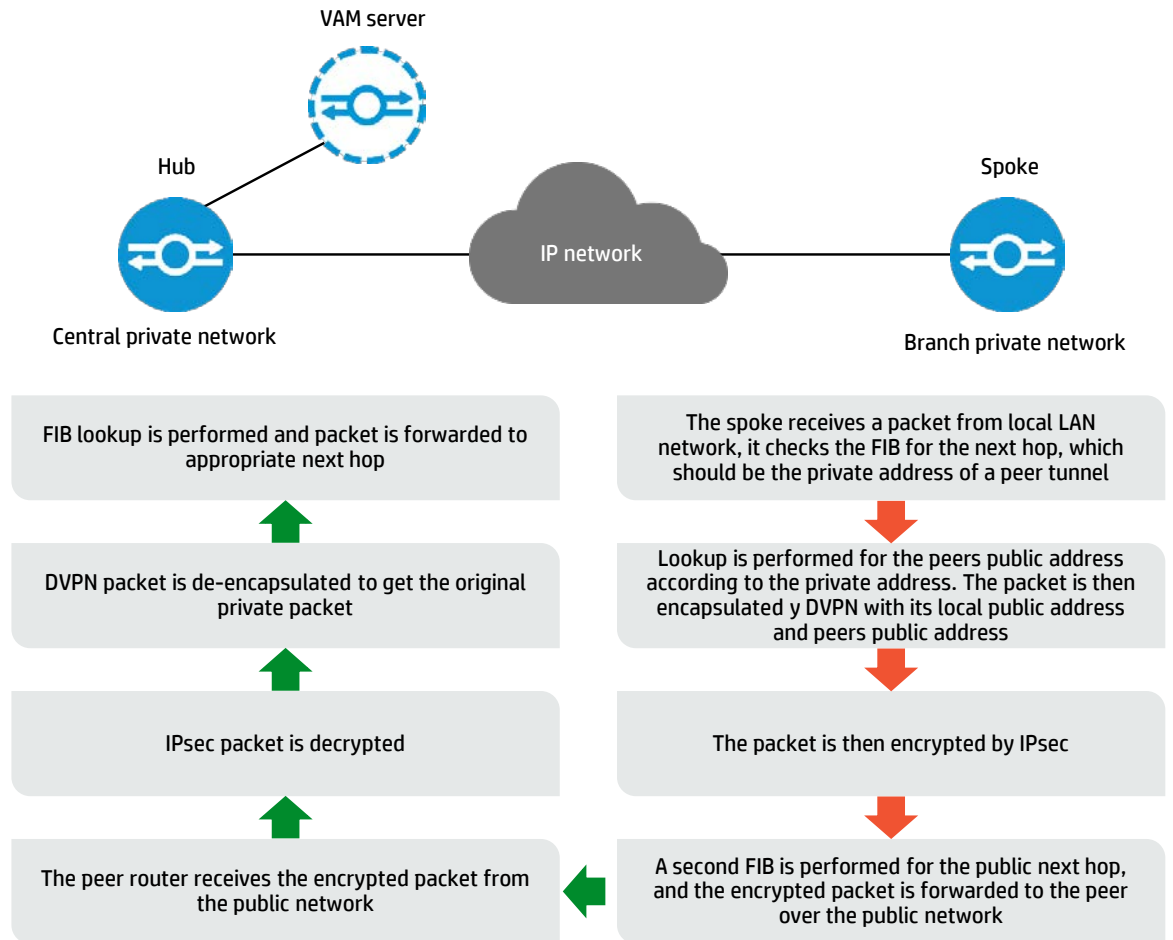 VAM server
Hub
Spoke
IP network
Central private network
Branch private network
FIB lookup is performed and packet is forwarded to
appropriate next hop
The spoke receives a packet from local LAN
network, it checks the FIB for the next hop, which
should be the private address of a peer tunnel
DVPN packet is de-encapsulated to get the original
private packet
Lookup is performed for the peers public address
according to the private address. The packet is then
encapsulated y DVPN with its local public address
and peers public address
IPsec packet is decrypted
The packet is then encrypted by IPsec
The peer router receives the encrypted packet from
the public network
A second FIB is performed for the public next hop,
and the encrypted packet is forwarded to the peer
over the public network